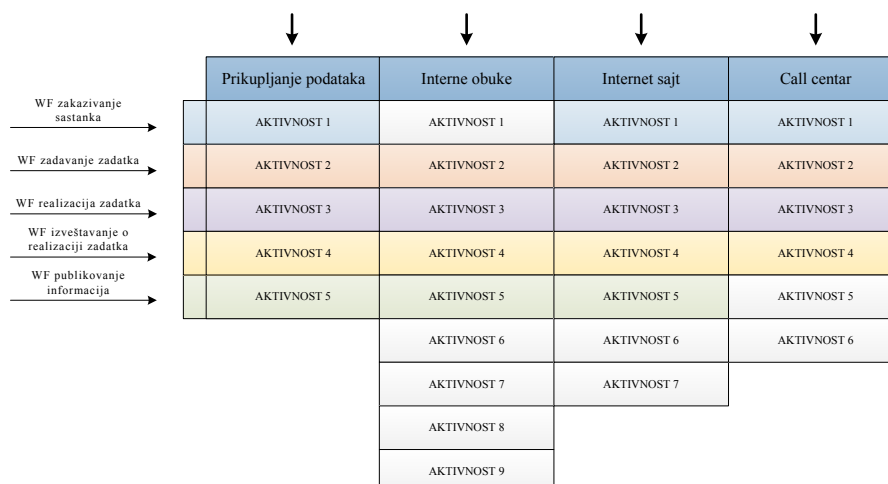 Prikupljanje podataka Interne obuke Internet sajt Call centar
WF zakazivanje
sastanka
AKTIVNOST 1 AKTIVNOST 1 AKTIVNOST 1 AKTIVNOST 1
WF zadavanje zadatka
AKTIVNOST 2 AKTIVNOST 2 AKTIVNOST 2 AKTIVNOST 2
WF realizacija zadatka
AKTIVNOST 3 AKTIVNOST 3 AKTIVNOST 3 AKTIVNOST 3
WF izveštavanje o
realizaciji zadatka
AKTIVNOST 4 AKTIVNOST 4 AKTIVNOST 4 AKTIVNOST 4
WF publikovanje
informacija
AKTIVNOST 5 AKTIVNOST 5 AKTIVNOST 5 AKTIVNOST 5
AKTIVNOST 6 AKTIVNOST 6 AKTIVNOST 6
AKTIVNOST 7 AKTIVNOST 7
AKTIVNOST 8
AKTIVNOST 9